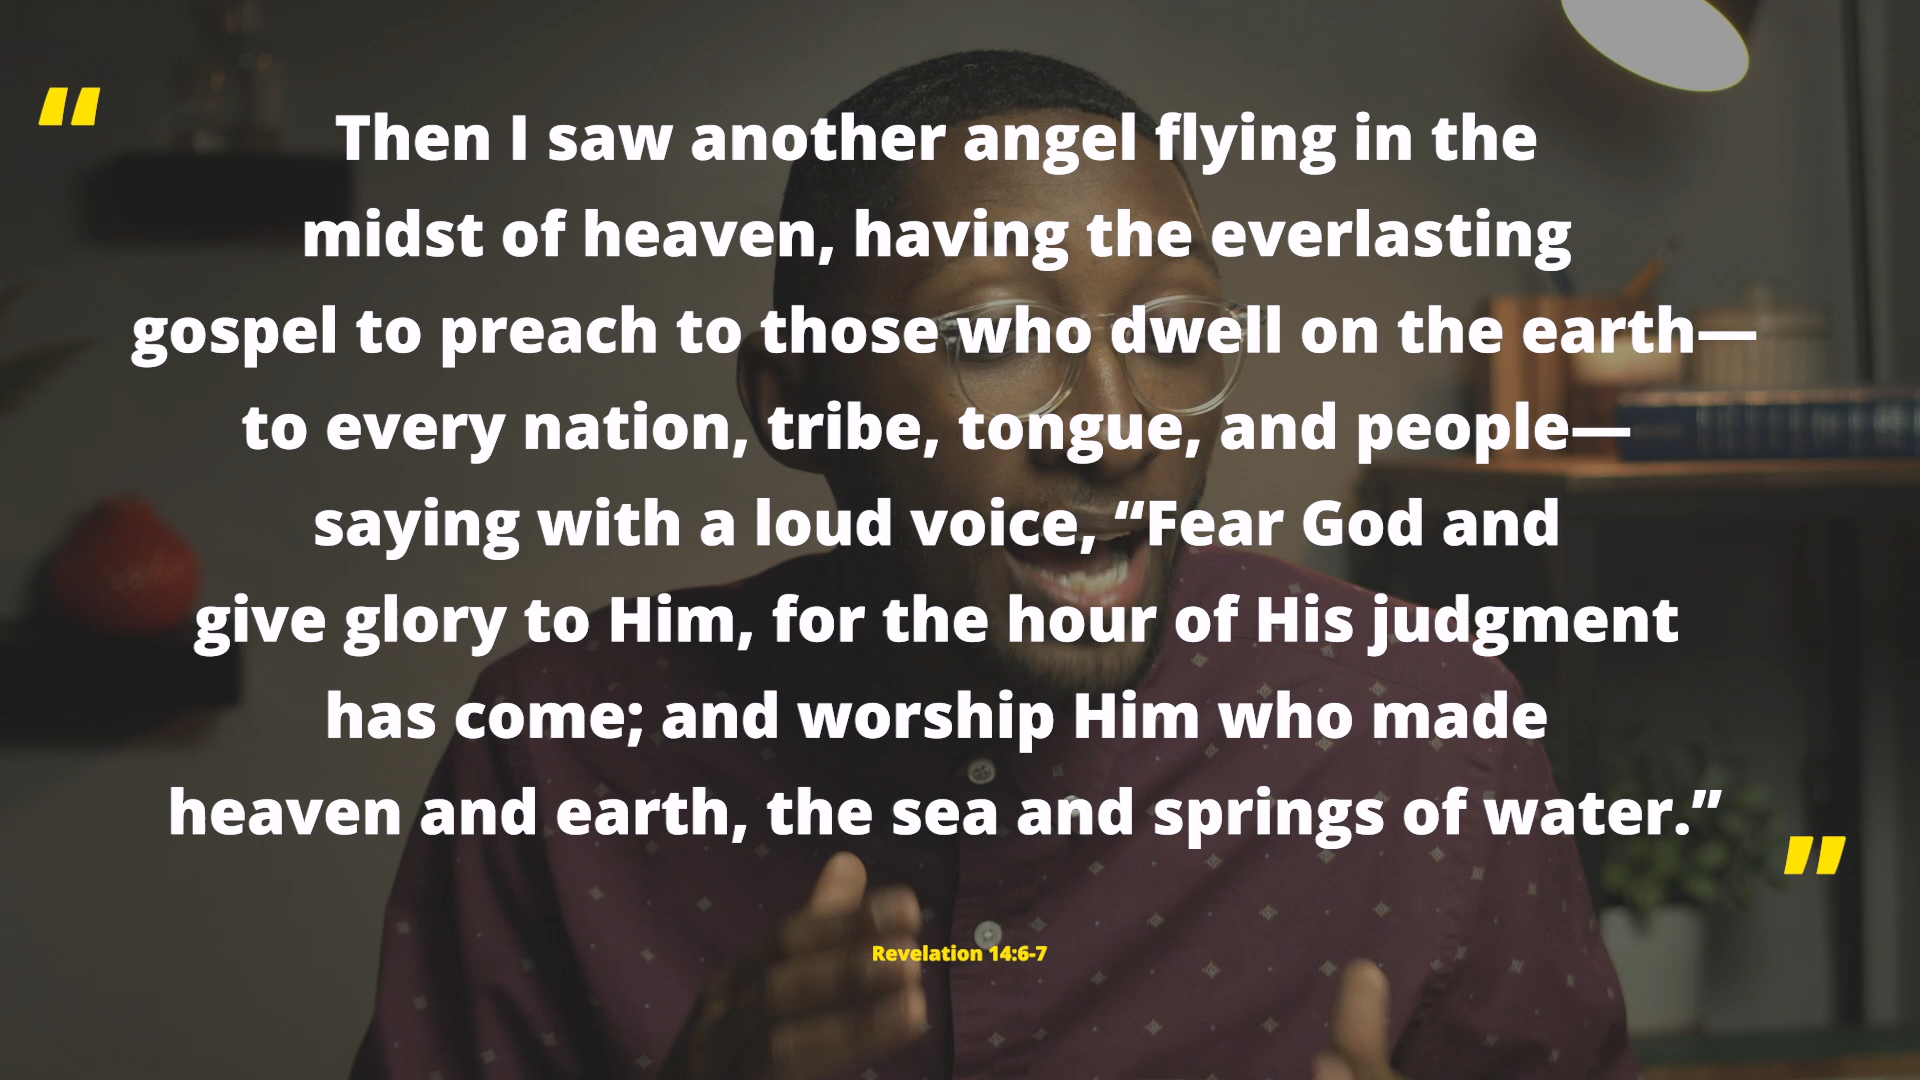 “
Then I saw another angel flying in the
midst of heaven, having the everlasting
gospel to preach to those who dwell on the earth—
to every nation, tribe, tongue, and people—
saying with a loud voice, “Fear God and
give glory to Him, for the hour of His judgment
has come; and worship Him who made
heaven and earth, the sea and springs of water.”
”
Revelation 14:6-7